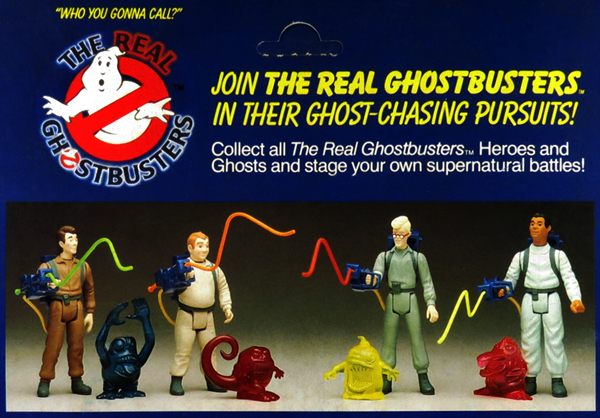 "WHO YOU GONNA CALL?"
THE REAL
GHOSTBUSTERS
TM
JOIN THE REAL GHOSTBUSTERS™
IN THEIR GHOST-CHASING PURSUITS!
Collect all The Real Ghostbusters™ Heroes and
Ghosts and stage your own supernatural battles!